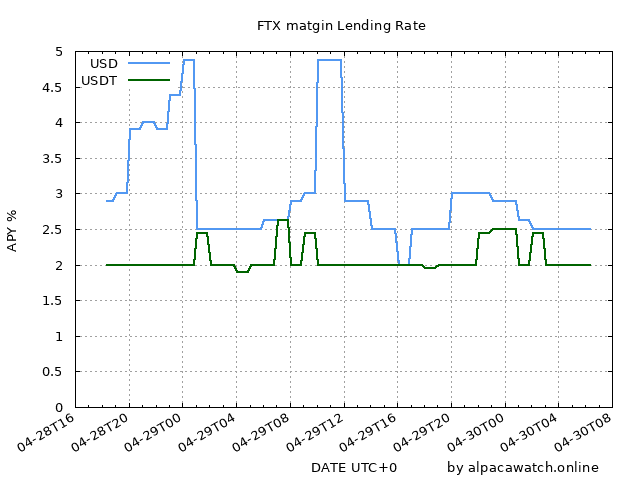 FTX matgin Lending Rate
USD
USDT
5
4.5
4
3.5
3
2.5
2
1.5
1
0.5
0
APY %
04-28T16
04-28T20
04-29T00
04-29T04
04-29T08
04-29T12
04-29T16
04-29T20
04-30T00
04-30T04
04-30T08
DATE UTC+0
by alpacawatch.online